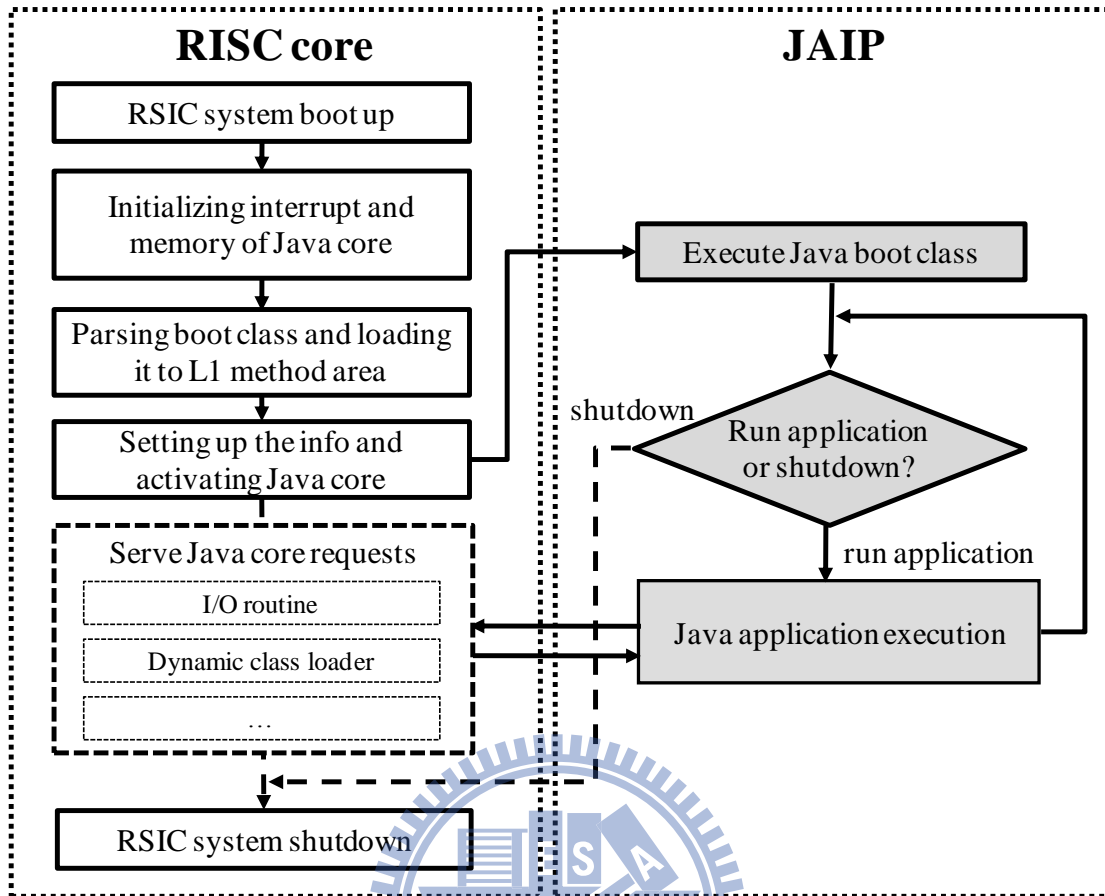 RISC core
RSIC system boot up
Initializing interrupt and
memory of Java core
Parsing boot class and loading
it to L1 method area
Setting up the info and
activating Java core
Serve Java core requests
I/O routine
Dynamic class loader
...
RSIC system shutdown
JAIP
Execute Java boot class
shutdown
Run application
or shutdown?
run application
Java application execution
E S A